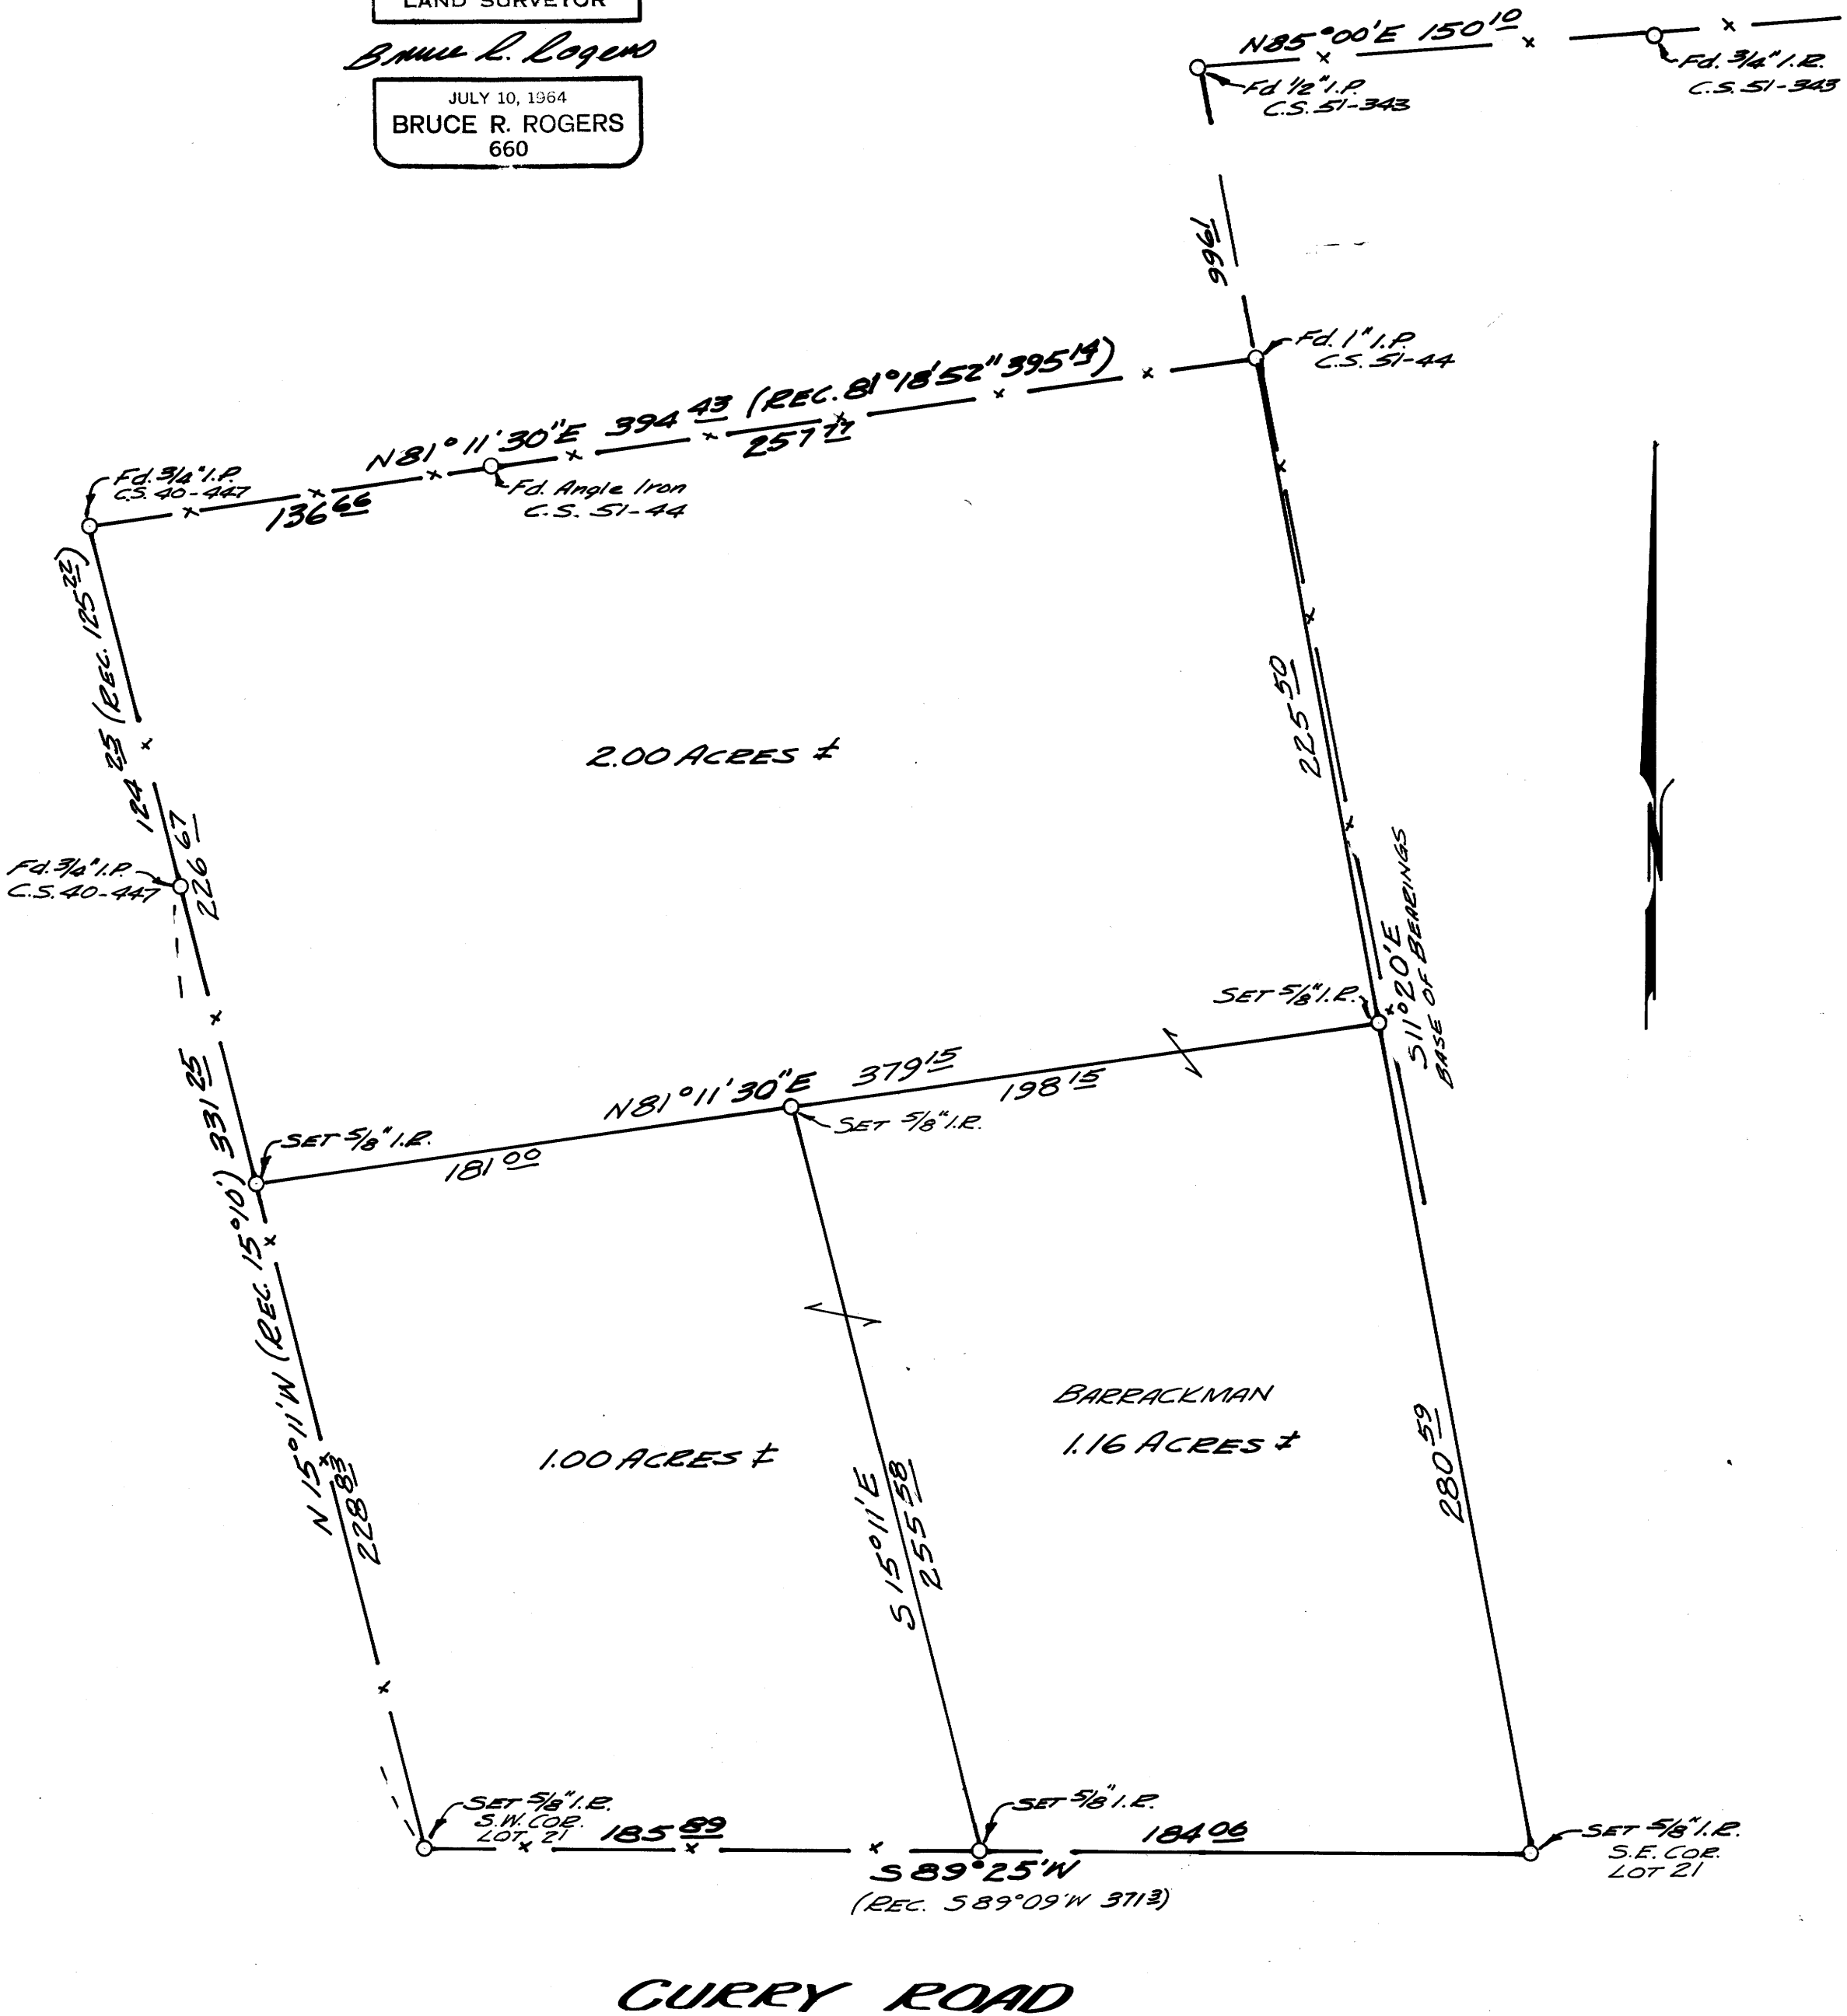 LAND SURVEYOR
Bruce R. Rogers
JULY 10, 1964
BRUCE R. ROGERS
660
N85°00'E 150 10
Fd 1/2" I.P.
C.S. 51-343
Fd. 3/4" I.R.
C.S. 51-343
99 61
Fd. 1" I.P.
C.S. 51-44
N81°11'30"E 394 43 (REC. 81°18'52" 395 14)
257 77
Fd. 3/4" I.P.
C.S. 40-447
136 66
Fd. Angle Iron
C.S. 51-44
124 25 (REC. 125 22)
226 67
Fd. 3/4" I.P.
C.S. 40-447
2.00 ACRES ±
225 50
S11°20'E
BASE OF BEARINGS
SET 5/8" I.R.
N81°11'30"E 379 15
198 15
SET 5/8" I.R.
SET 5/8" I.R.
181 00
N 15°11'W (REC. 15°10') 331 25
228 83
1.00 ACRES ±
S 15°11'E
255 58
BARRACKMAN
1.16 ACRES ±
280 59
SET 5/8" I.R.
S.W. COR.
LOT 21
185 89
SET 5/8" I.R.
184 06
SET 5/8" I.R.
S.E. COR.
LOT 21
S 89°25'W
(REC. S 89°09'W 371 3)
CURRY ROAD